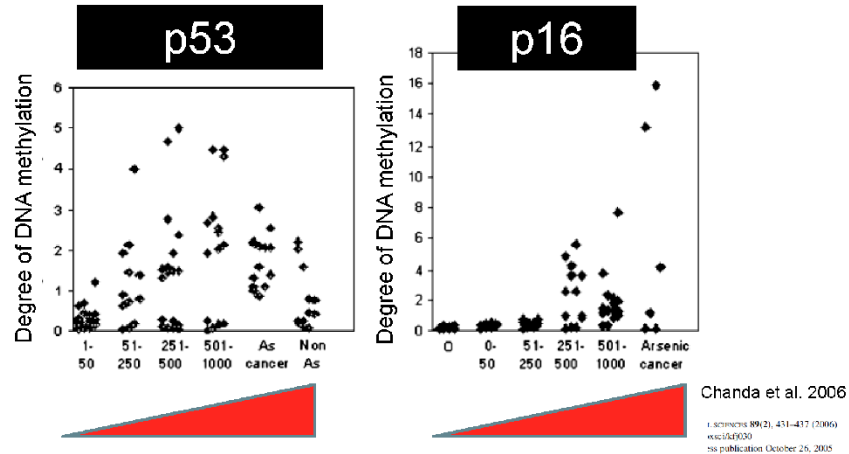 p53
p16
Degree of DNA methylation
6
5
4
3
2
1
0
1-
50
51-
250
251-
500
501-
1000
As
cancer
Non
As
Degree of DNA methylation
18
16
14
12
10
8
6
4
2
0
O
0-
50
51-
250
251-
500
501-
1000
Arsenic
cancer
Chanda et al. 2006
SCIENCES 89(2), 431–437 (2006)
publication October 26, 2005